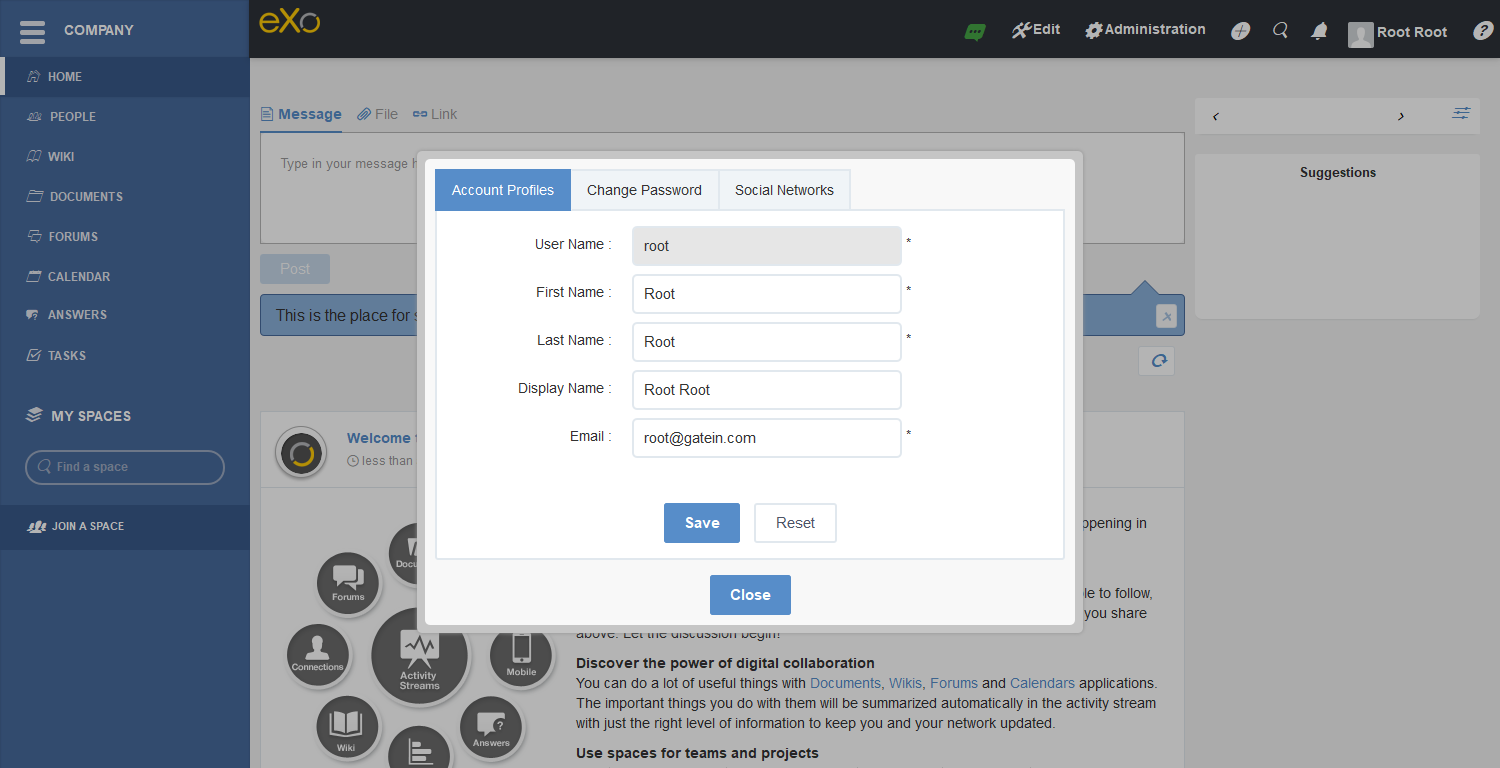 COMPANY
eXo
Edit
Administration
Root Root
?
HOME
PEOPLE
WIKI
DOCUMENTS
FORUMS
CALENDAR
ANSWERS
TASKS
MY SPACES
Find a space
JOIN A SPACE
Message
File
Link
Type in your message
Post
This is the place for
Suggestions
Account Profiles
Change Password
Social Networks
User Name :
root
*
First Name :
Root
*
Last Name :
Root
*
Display Name :
Root Root
Email :
root@gatein.com
*
Save
Reset
Close
Welcome
less than
Forums
Connections
Activity
Streams
Mobile
Wiki
Answers
ppening in
le to follow,
you share
above. Let the discussion begin!
Discover the power of digital collaboration
You can do a lot of useful things with Documents, Wikis, Forums and Calendars applications.
The important things you do with them will be summarized automatically in the activity stream
with just the right level of information to keep you and your network updated.
Use spaces for teams and projects